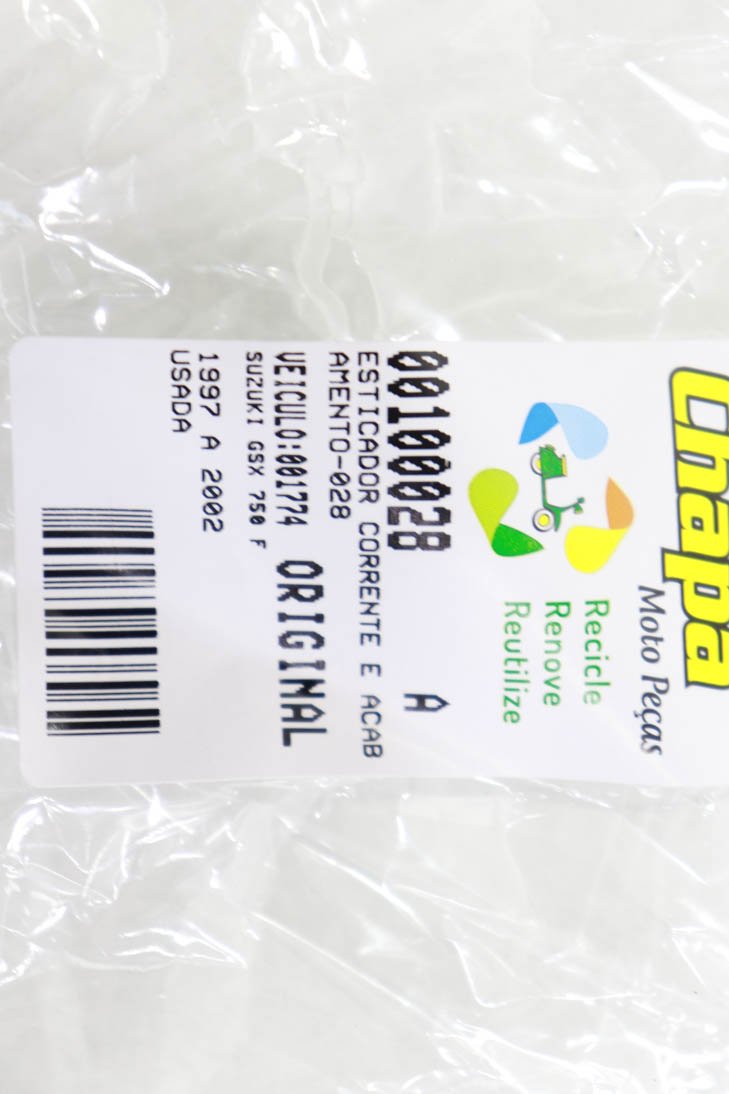 Chapa
Moto Peças
Recicle
Renove
Reutilize
00100028 A
ESTICADOR CORRENTE E ACAB
AMENTO-028
VEICULO:001774 ORIGINAL
SUZUKI GSX 750 F
1997 A 2002
USADA